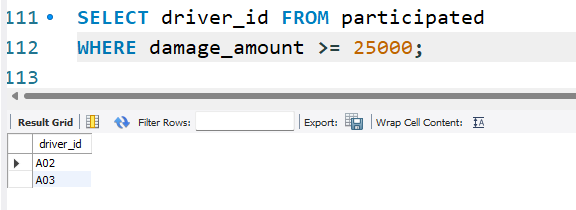 111 SELECT driver_id FROM participated
112 WHERE damage_amount >= 25000;
113
Result Grid Filter Rows: Export: Wrap Cell Content: IA
driver_id
A02
A03